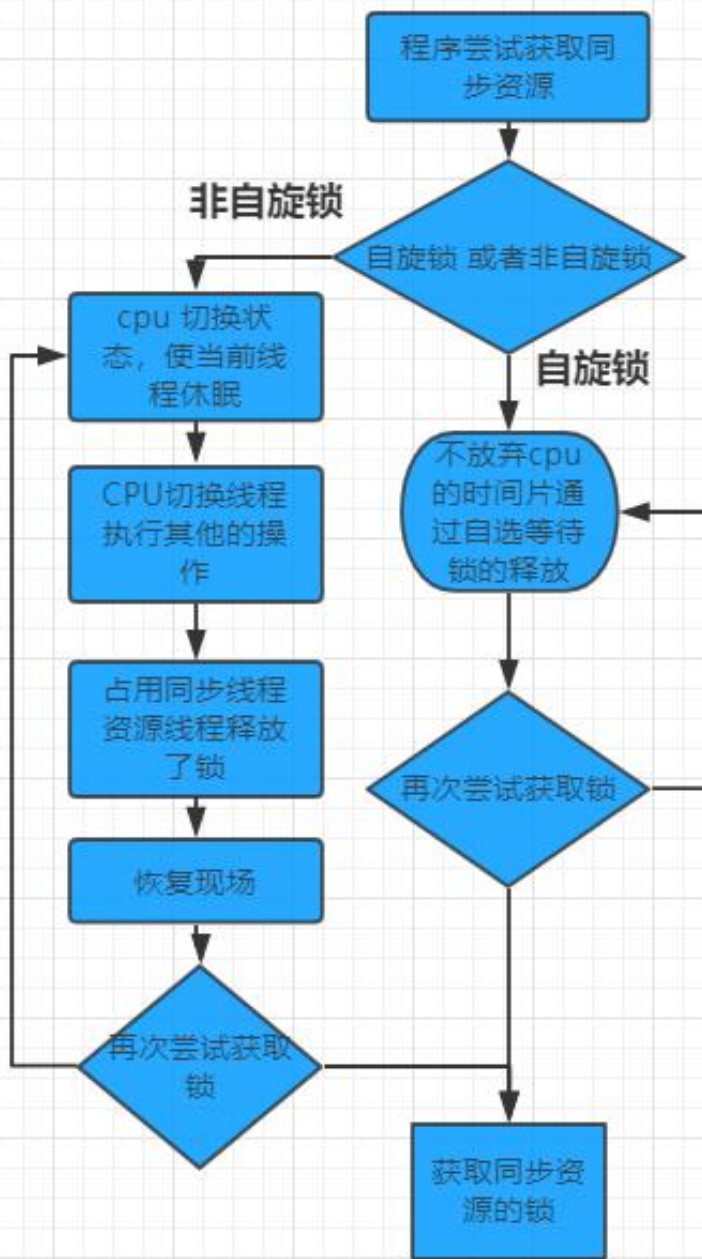 程序尝试获取同
步资源
非自旋锁
自旋锁 或者非自旋锁
cpu 切换状
态，使当前线
程休眠
自旋锁
CPU切换线程
执行其他的操
作
不放弃cpu
的时间片通
过自选等待
锁的释放
占用同步线程
资源线程释放
了锁
再次尝试获取锁
恢复现场
再次尝试获取
锁
获取同步资
源的锁